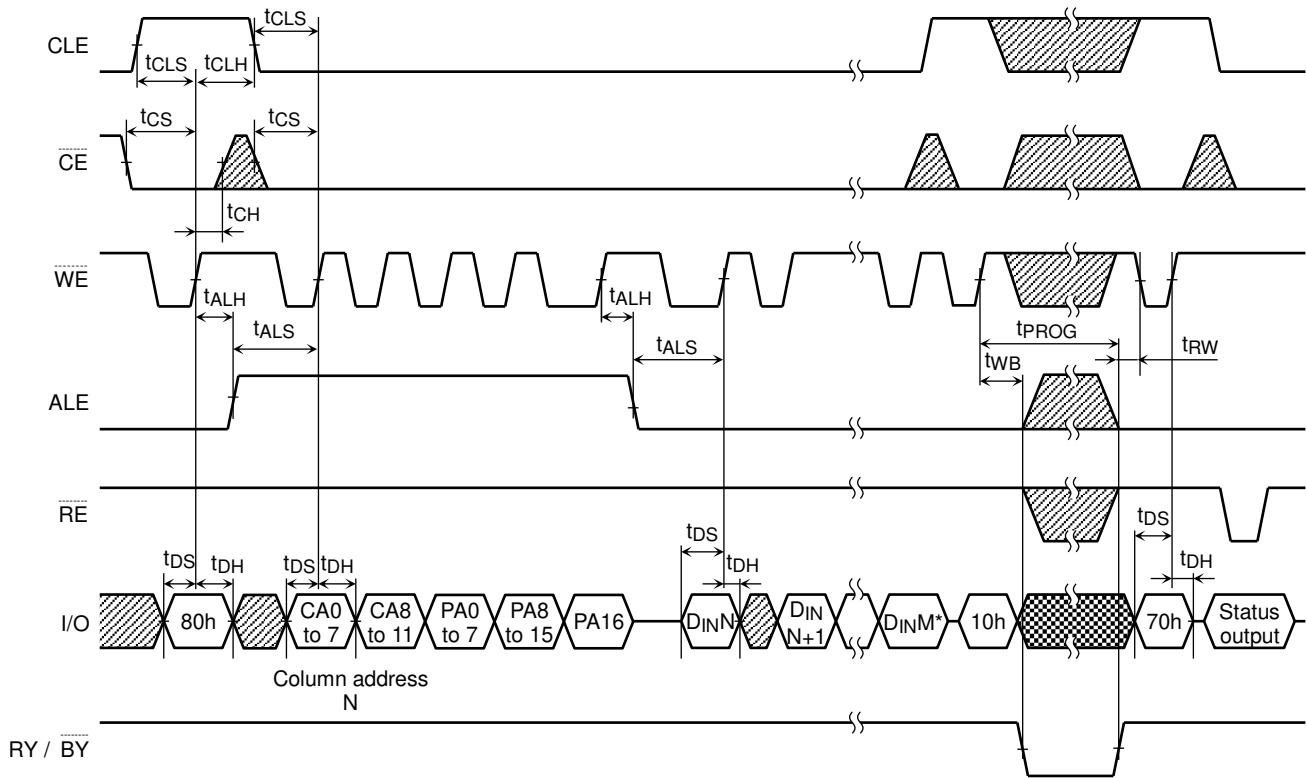 CLE
tCLS
tCLS
tCLH
CE
tCS
tCS
tCH
WE
tALH
tALS
tALH
tALS
tPROG
tWB
tRW
ALE
RE
tDS
tDH
tDS
tDH
tDS
tDH
tDS
tDH
I/O
80h
CA0 to 7
CA8 to 11
PA0 to 7
PA8 to 15
PA16
DINN
DIN N+1
DINM*
10h
70h
Status output
Column address
N
RY / BY